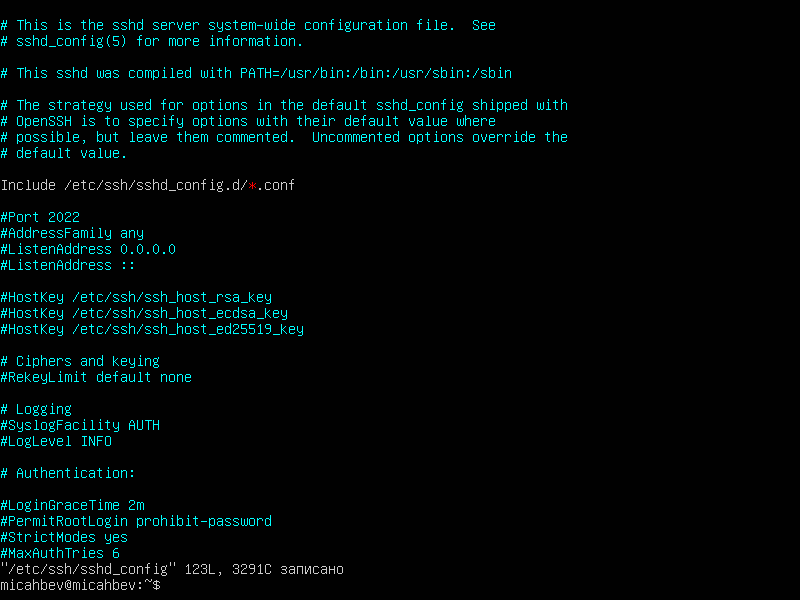 # This is the sshd server system-wide configuration file.  See
# sshd_config(5) for more information.
# This sshd was compiled with PATH=/usr/bin:/bin:/usr/sbin:/sbin
# The strategy used for options in the default sshd_config shipped with
# OpenSSH is to specify options with their default value where
# possible, but leave them commented.  Uncommented options override the
# default value.
Include /etc/ssh/sshd_config.d/*.conf
#Port 2022
#AddressFamily any
#ListenAddress 0.0.0.0
#ListenAddress ::
#HostKey /etc/ssh/ssh_host_rsa_key
#HostKey /etc/ssh/ssh_host_ecdsa_key
#HostKey /etc/ssh/ssh_host_ed25519_key
# Ciphers and keying
#RekeyLimit default none
# Logging
#SyslogFacility AUTH
#LogLevel INFO
# Authentication:
#LoginGraceTime 2m
#PermitRootLogin prohibit-password
#StrictModes yes
#MaxAuthTries 6
"/etc/ssh/sshd_config" 123L, 3291C записано
micahbev@micahbev:~$